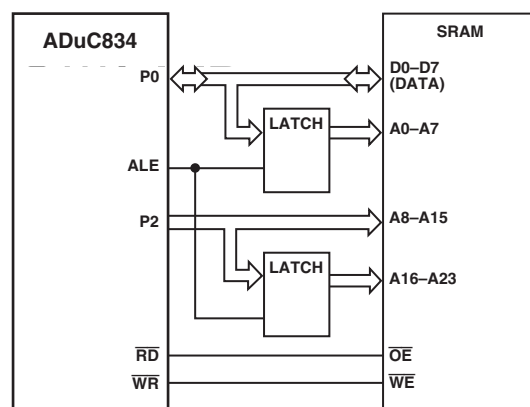 ADuC834
SRAM
P0
D0–D7
(DATA)
LATCH
A0–A7
ALE
P2
A8–A15
LATCH
A16–A23
RD
OE
WR
WE